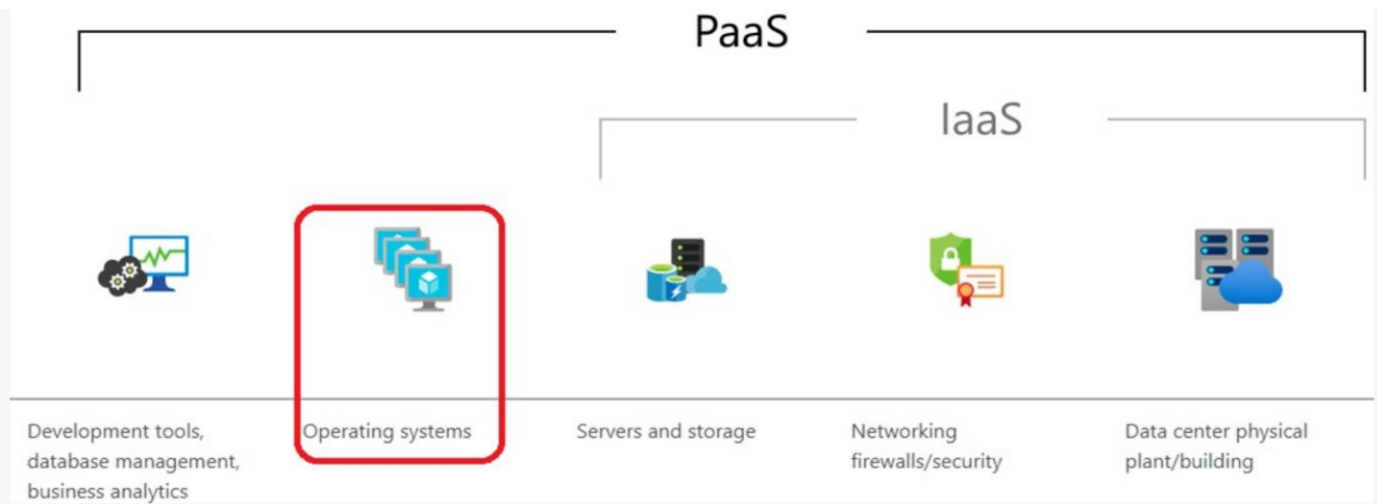 PaaS
IaaS
Development tools,
database management,
business analytics
Operating systems
Servers and storage
Networking
firewalls/security
Data center physical
plant/building